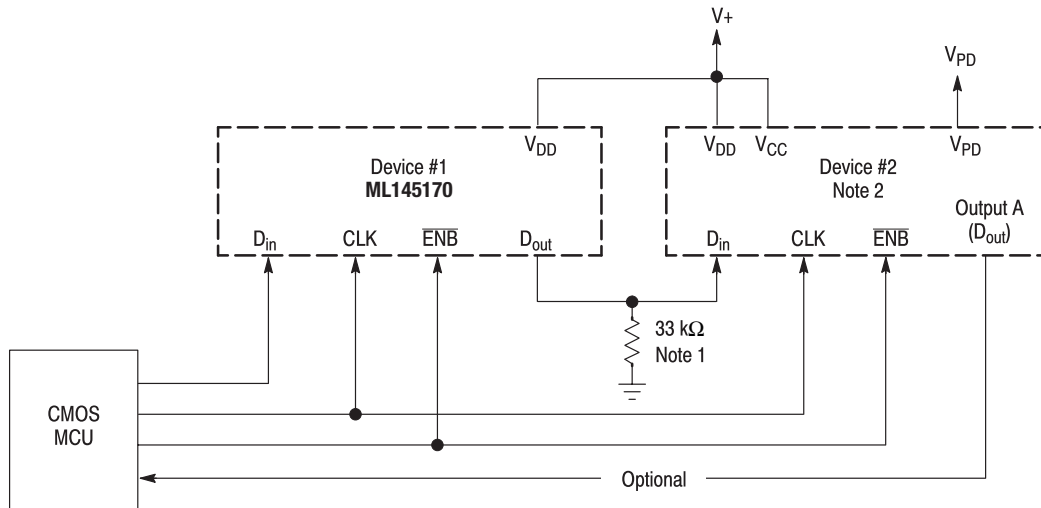 V+
VPD
VDD
VDD VCC
VPD
Device #1
ML145170
Device #2
Note 2
Output A
(Dout)
Din CLK ENB Dout
Din CLK ENB
33 kΩ
Note 1
CMOS
MCU
Optional